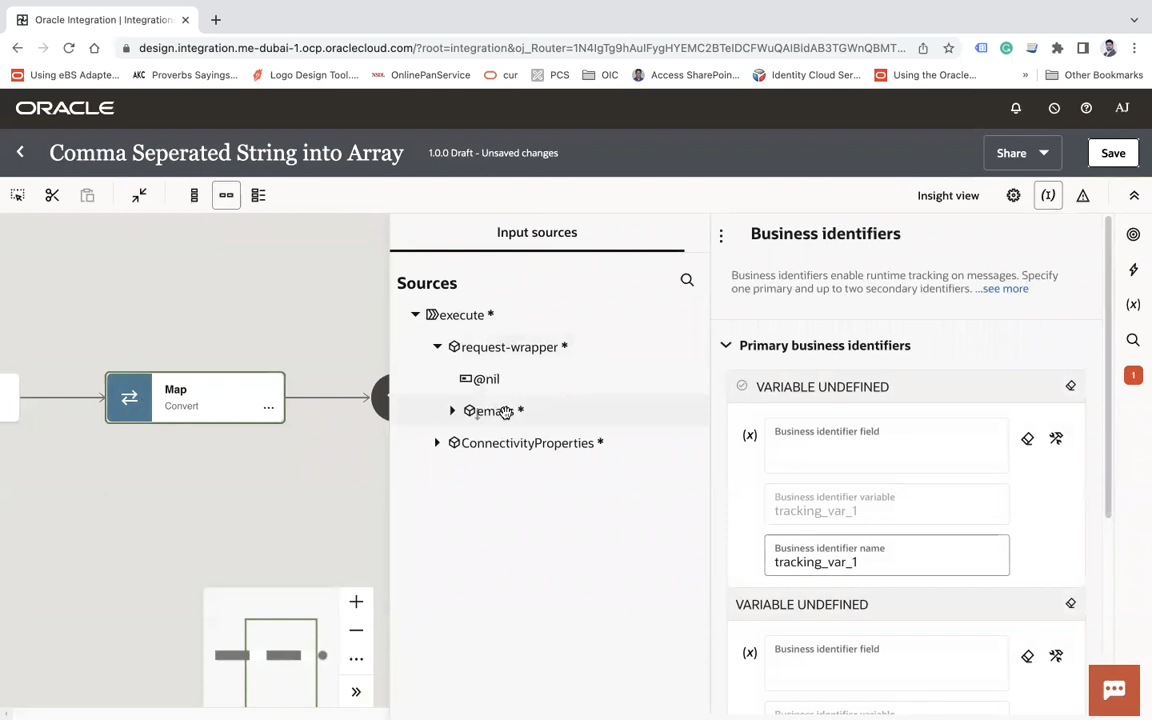 Oracle Integration | Integration
design.integration.me-dubai-1.ocp.oraclecloud.com/?root=integration&oj_Router=1N4IgTg9hAuIFygHYEMC2BTeIDCFWuQAIBldAB3TGWnQBMT...
Using eBS Adapte...
AKC Proverbs Sayings...
Logo Design Tool....
OnlinePanService
cur
PCS
OIC
Access SharePoin...
Identity Cloud Ser...
Using the Oracle...
»
Other Bookmarks
ORACLE
AJ
Comma Seperated String into Array
1.0.0 Draft - Unsaved changes
Share
Save
Insight view
Input sources
Business identifiers
Business identifiers enable runtime tracking on messages. Specify
one primary and up to two secondary identifiers. ...see more
Sources
execute *
request-wrapper *
@nil
*
ConnectivityProperties *
Map
Convert
...
Primary business identifiers
VARIABLE UNDEFINED
(x)
Business identifier field
Business identifier variable
tracking_var_1
Business identifier name
tracking_var_1
VARIABLE UNDEFINED
(x)
Business identifier field
Business identifier variable
(x)
1